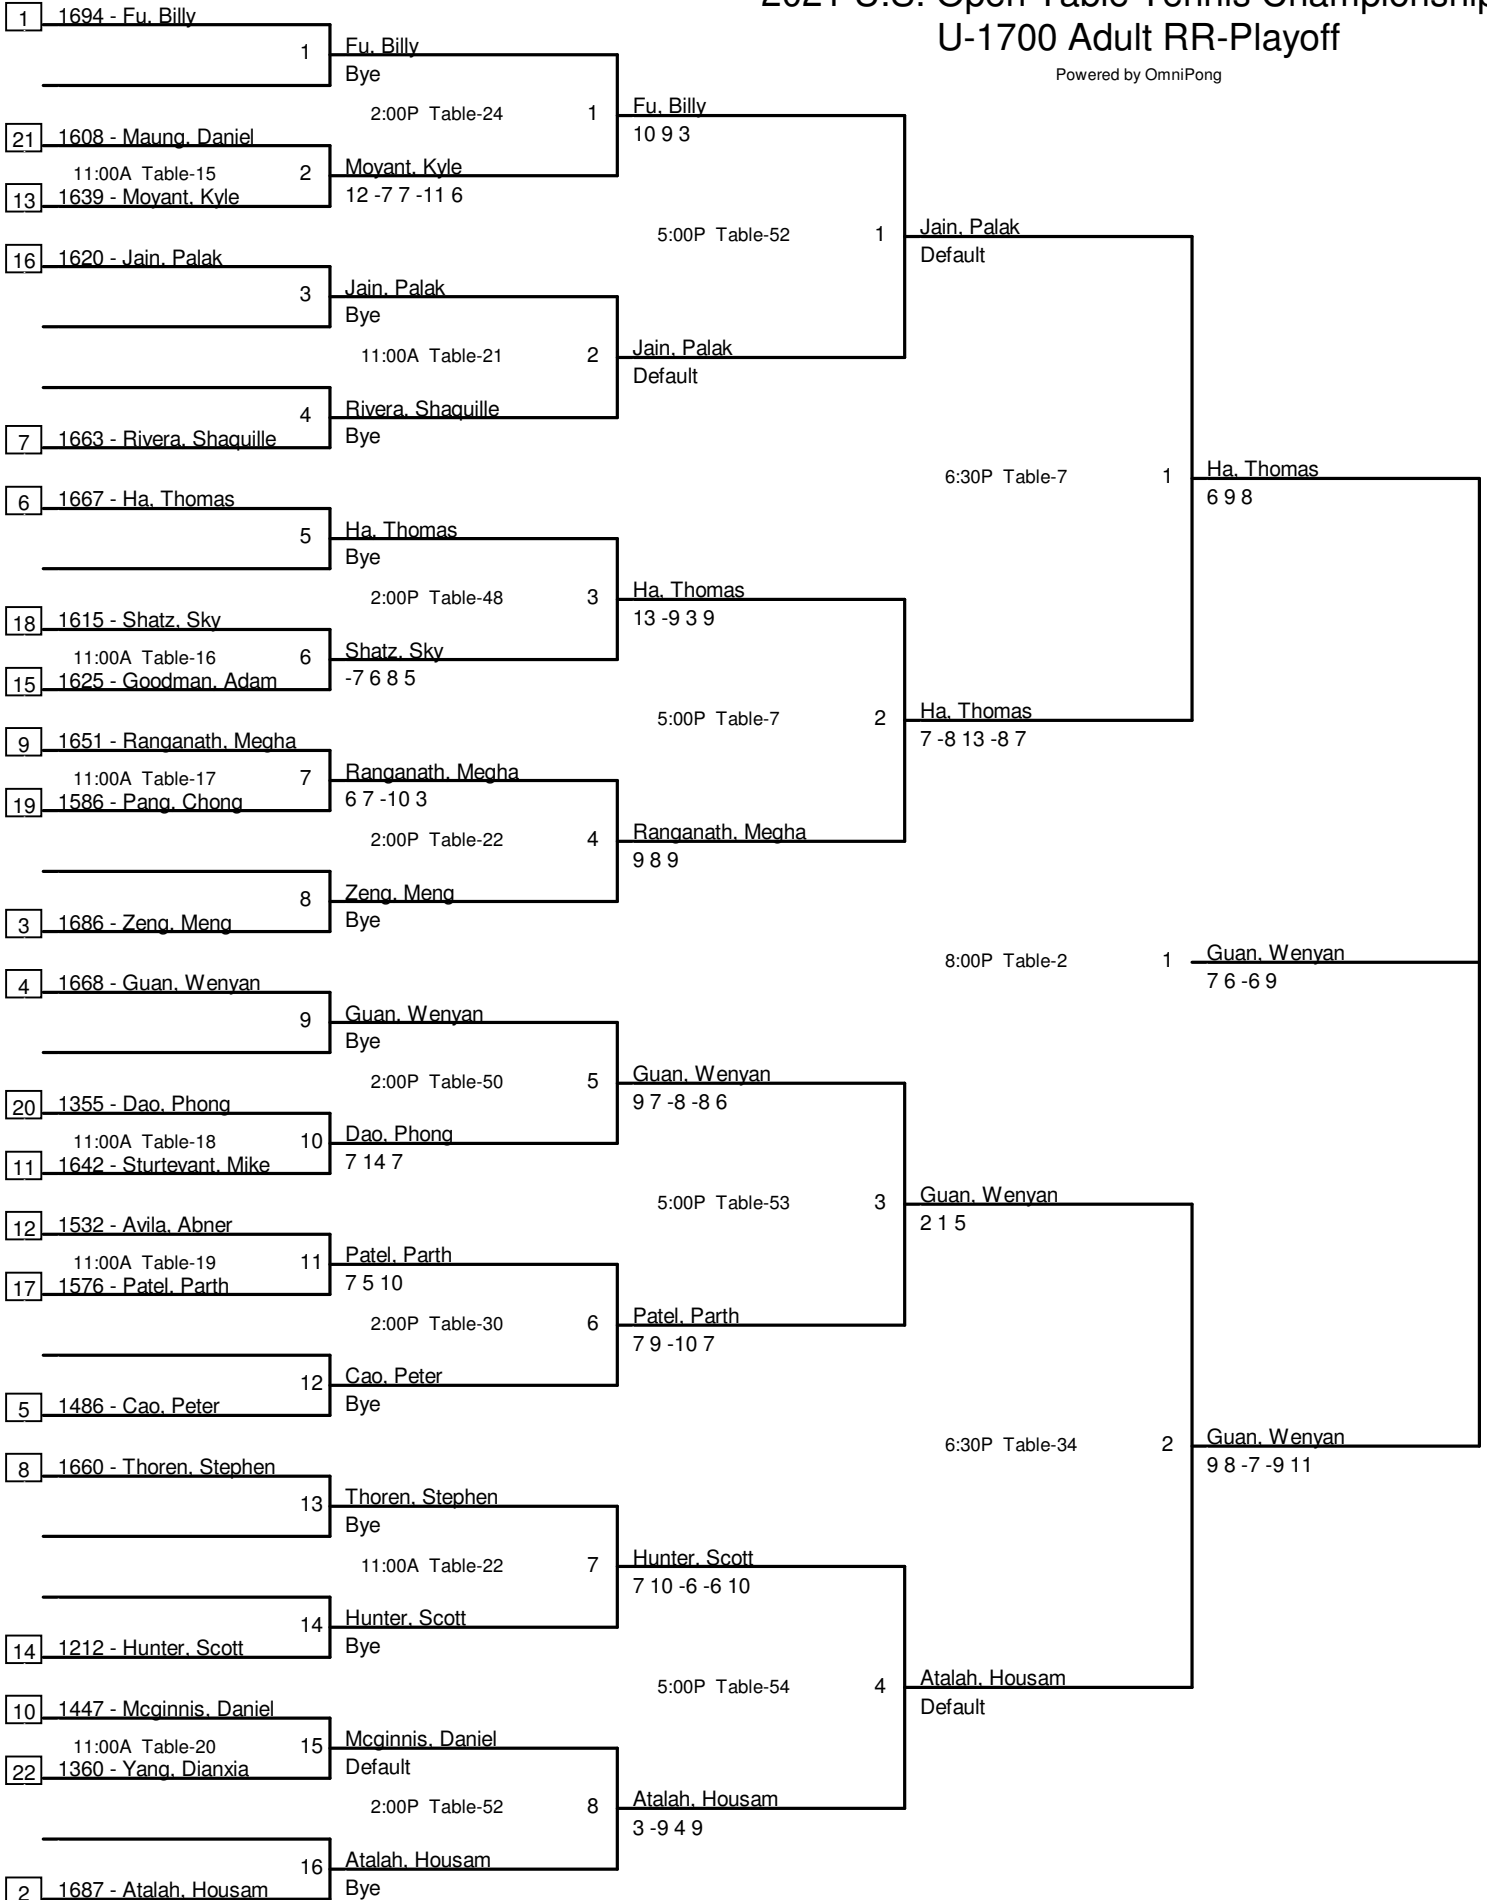 2021 U.S. Open Table Tennis Championship
U-1700 Adult RR-Playoff
Powered by OmniPong
1 1694 - Fu, Billy
1 Fu, Billy
Bye
2:00P Table-24 1 Fu, Billy
10 9 3
21 1608 - Maung, Daniel
11:00A Table-15 2 Moyant, Kyle
13 1639 - Moyant, Kyle 12 -7 7 -11 6
5:00P Table-52 1 Jain, Palak
Default
16 1620 - Jain, Palak
3 Jain, Palak
Bye
11:00A Table-21 2 Jain, Palak
Default
4 Rivera, Shaquille
7 1663 - Rivera, Shaquille Bye
6:30P Table-7 1 Ha, Thomas
6 9 8
6 1667 - Ha, Thomas
5 Ha, Thomas
Bye
2:00P Table-48 3 Ha, Thomas
13 -9 3 9
18 1615 - Shatz, Sky
11:00A Table-16 6 Shatz, Sky
15 1625 - Goodman, Adam -7 6 8 5
5:00P Table-7 2 Ha, Thomas
7 -8 13 -8 7
9 1651 - Ranganath, Megha
11:00A Table-17 7 Ranganath, Megha
19 1586 - Pang, Chong 6 7 -10 3
2:00P Table-22 4 Ranganath, Megha
9 8 9
8 Zeng, Meng
3 1686 - Zeng, Meng Bye
8:00P Table-2 1 Guan, Wenyan
7 6 -6 9
4 1668 - Guan, Wenyan
9 Guan, Wenyan
Bye
2:00P Table-50 5 Guan, Wenyan
9 7 -8 -8 6
20 1355 - Dao, Phong
11:00A Table-18 10 Dao, Phong
11 1642 - Sturtevant, Mike 7 14 7
5:00P Table-53 3 Guan, Wenyan
2 1 5
12 1532 - Avila, Abner
11:00A Table-19 11 Patel, Parth
17 1576 - Patel, Parth 7 5 10
2:00P Table-30 6 Patel, Parth
7 9 -10 7
12 Cao, Peter
5 1486 - Cao, Peter Bye
6:30P Table-34 2 Guan, Wenyan
9 8 -7 -9 11
8 1660 - Thoren, Stephen
13 Thoren, Stephen
Bye
11:00A Table-22 7 Hunter, Scott
7 10 -6 -6 10
14 Hunter, Scott
14 1212 - Hunter, Scott Bye
5:00P Table-54 4 Atalah, Housam
Default
10 1447 - Mcginnis, Daniel
11:00A Table-20 15 Mcginnis, Daniel
22 1360 - Yang, Dianxia Default
2:00P Table-52 8 Atalah, Housam
3 -9 4 9
16 Atalah, Housam
2 1687 - Atalah, Housam Bye